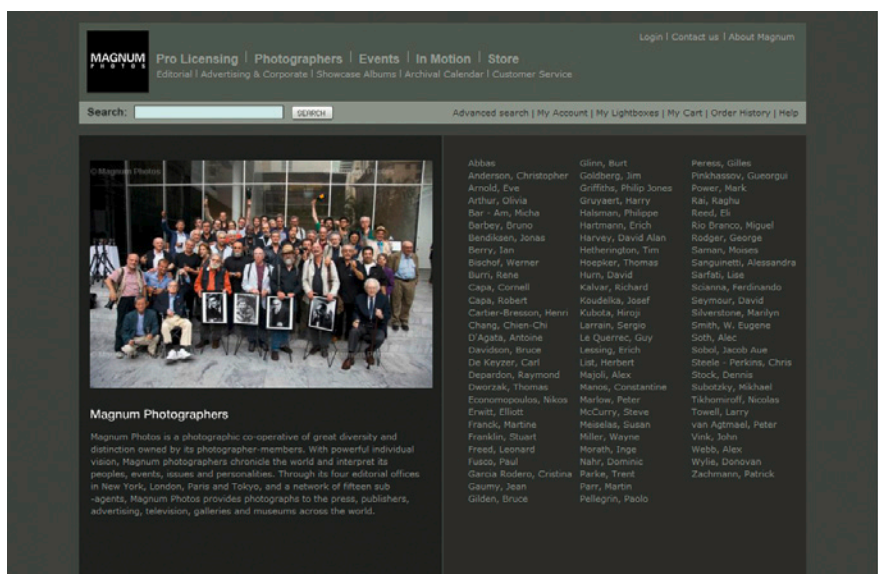 Login | Contact us | About Magnum
MAGNUM
PHOTOS
Pro Licensing | Photographers | Events | In Motion | Store
Editorial | Advertising & Corporate | Showcase Albums | Archival Calendar | Customer Service
Search:
SEARCH
Advanced search | My Account | My Lightboxes | My Cart | Order History | Help
© Magnum Photos
Magnum Photos
Magnum Photographers
Magnum Photos is a photographic co-operative of great diversity and
distinction owned by its photographer-members. With powerful individual
vision, Magnum photographers chronicle the world and interpret its
peoples, events, issues and personalities. Through its four editorial offices
in New York, London, Paris and Tokyo, and a network of fifteen sub
-agents, Magnum Photos provides photographs to the press, publishers,
advertising, television, galleries and museums across the world.
Abbas
Anderson, Christopher
Arnold, Eve
Arthur, Olivia
Bar - Am, Micha
Barbey, Bruno
Bendiksen, Jonas
Berry, Ian
Bischof, Werner
Burri, Rene
Capa, Cornell
Capa, Robert
Cartier-Bresson, Henri
Chang, Chien-Chi
D'Agata, Antoine
Davidson, Bruce
De Keyzer, Carl
Depardon, Raymond
Dworzak, Thomas
Economopoulos, Nikos
Erwitt, Elliott
Franck, Martine
Franklin, Stuart
Freed, Leonard
Fusco, Paul
Garcia Rodero, Cristina
Gaumy, Jean
Gilden, Bruce
Glinn, Burt
Goldberg, Jim
Griffiths, Philip Jones
Gruyaert, Harry
Halsman, Philippe
Hartmann, Erich
Harvey, David Alan
Hetherington, Tim
Hoepker, Thomas
Hurn, David
Kalvar, Richard
Koudelka, Josef
Kubota, Hiroji
Larrain, Sergio
Le Querrec, Guy
Lessing, Erich
List, Herbert
Majoli, Alex
Manos, Constantine
Marlow, Peter
McCurry, Steve
Meiselas, Susan
Miller, Wayne
Morath, Inge
Nahr, Dominic
Parke, Trent
Parr, Martin
Pellegrin, Paolo
Peress, Gilles
Pinkhassov, Gueorgui
Power, Mark
Rai, Raghu
Reed, Eli
Rio Branco, Miguel
Rodger, George
Saman, Moises
Sanguinetti, Alessandra
Sarfati, Lise
Scianna, Ferdinando
Seymour, David
Silverstone, Marilyn
Smith, W. Eugene
Soth, Alec
Sobol, Jacob Aue
Steele - Perkins, Chris
Stock, Dennis
Subotzky, Mikhael
Tikhomiroff, Nicolas
Towell, Larry
van Agtmael, Peter
Vink, John
Webb, Alex
Wylie, Donovan
Zachmann, Patrick